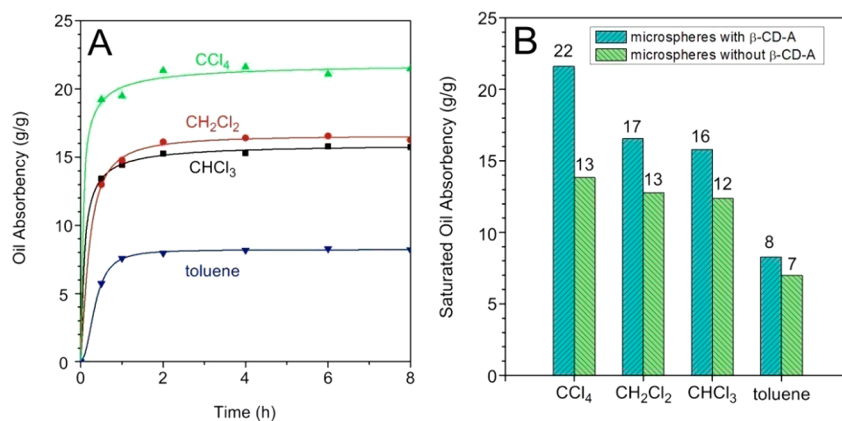 A
Oil Absorbency (g/g)
25
20
15
10
5
0
CCl4
CH2Cl2
CHCl3
toluene
0 2 4 6 8
Time (h)
B
microspheres with β-CD-A
microspheres without β-CD-A
Saturated Oil Absorbency (g/g)
25
20
15
10
5
0
22
13
17
13
16
12
8
7
CCl4 CH2Cl2 CHCl3 toluene